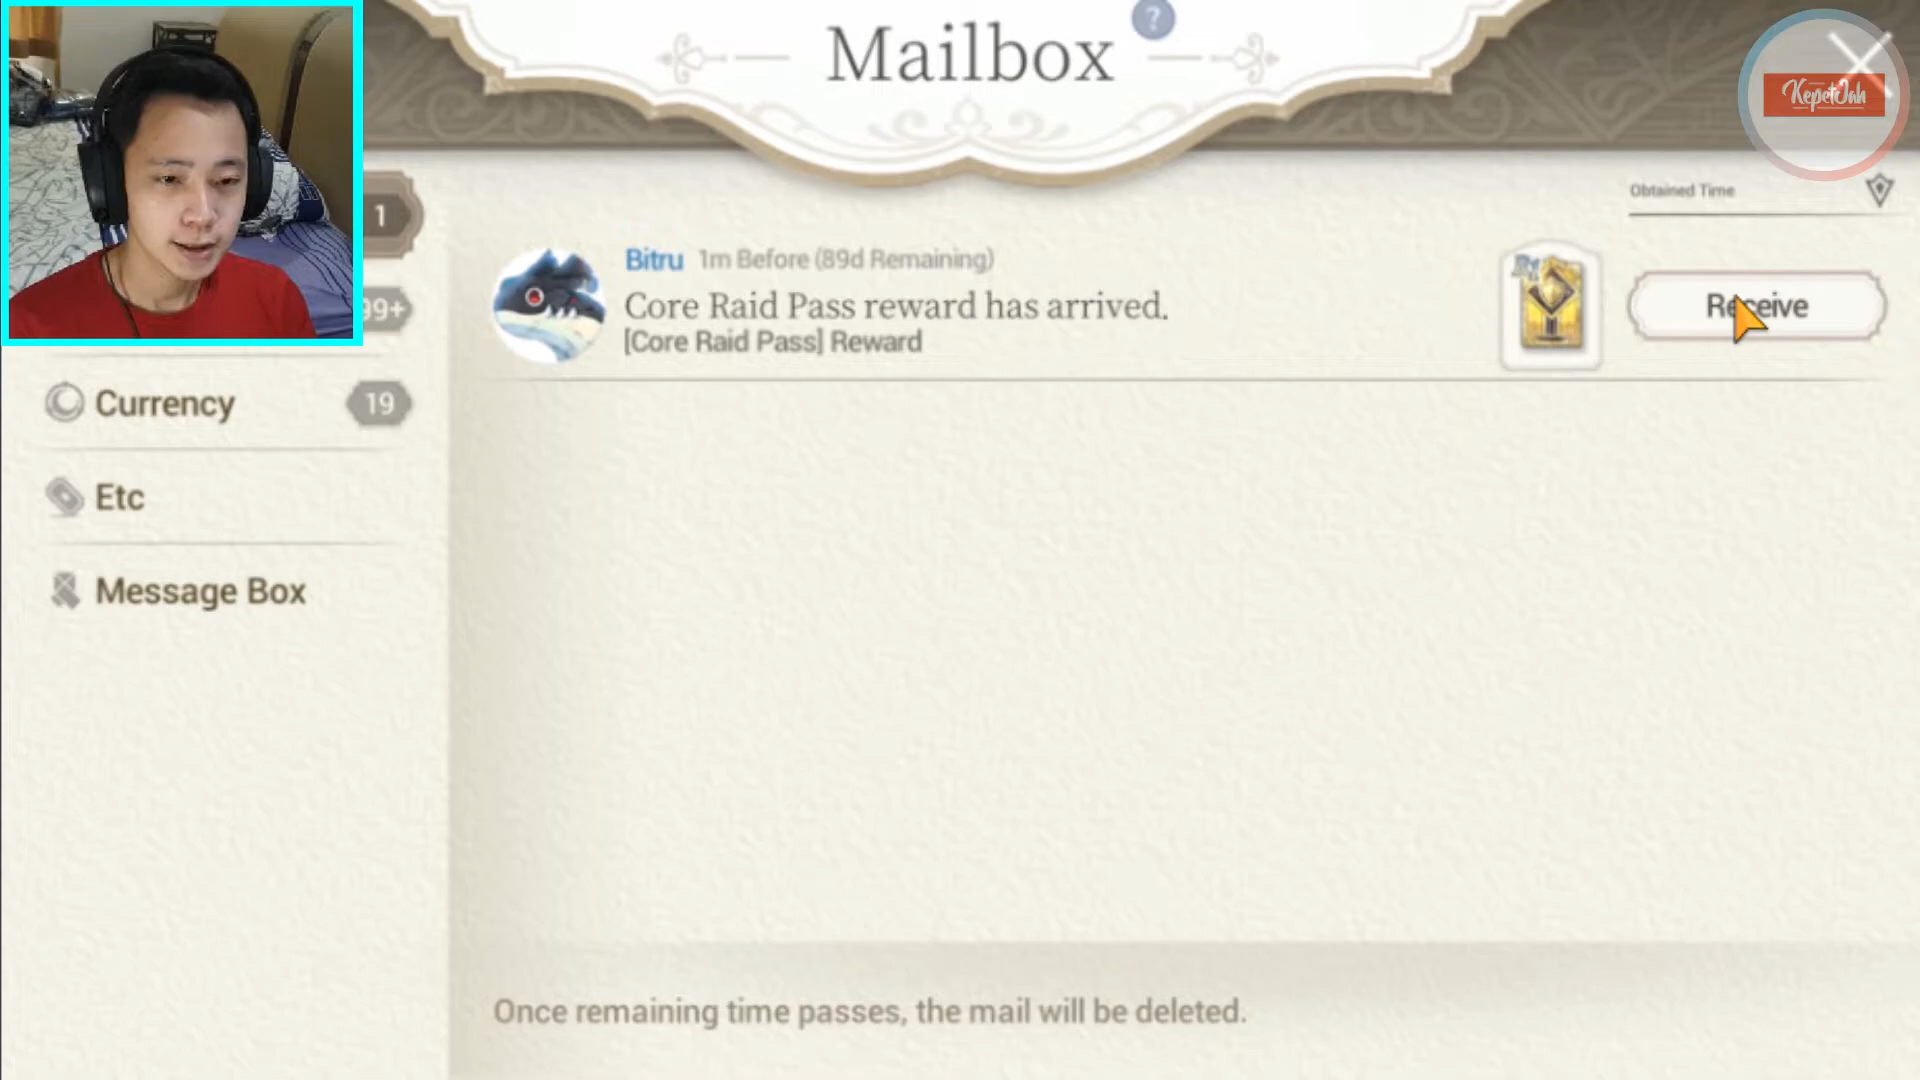 Mailbox
?
KepetJah
Obtained Time
1
Bitru 1m Before (89d Remaining)
Core Raid Pass reward has arrived.
[Core Raid Pass] Reward
Receive
99+
Currency 19
Etc
Message Box
Once remaining time passes, the mail will be deleted.